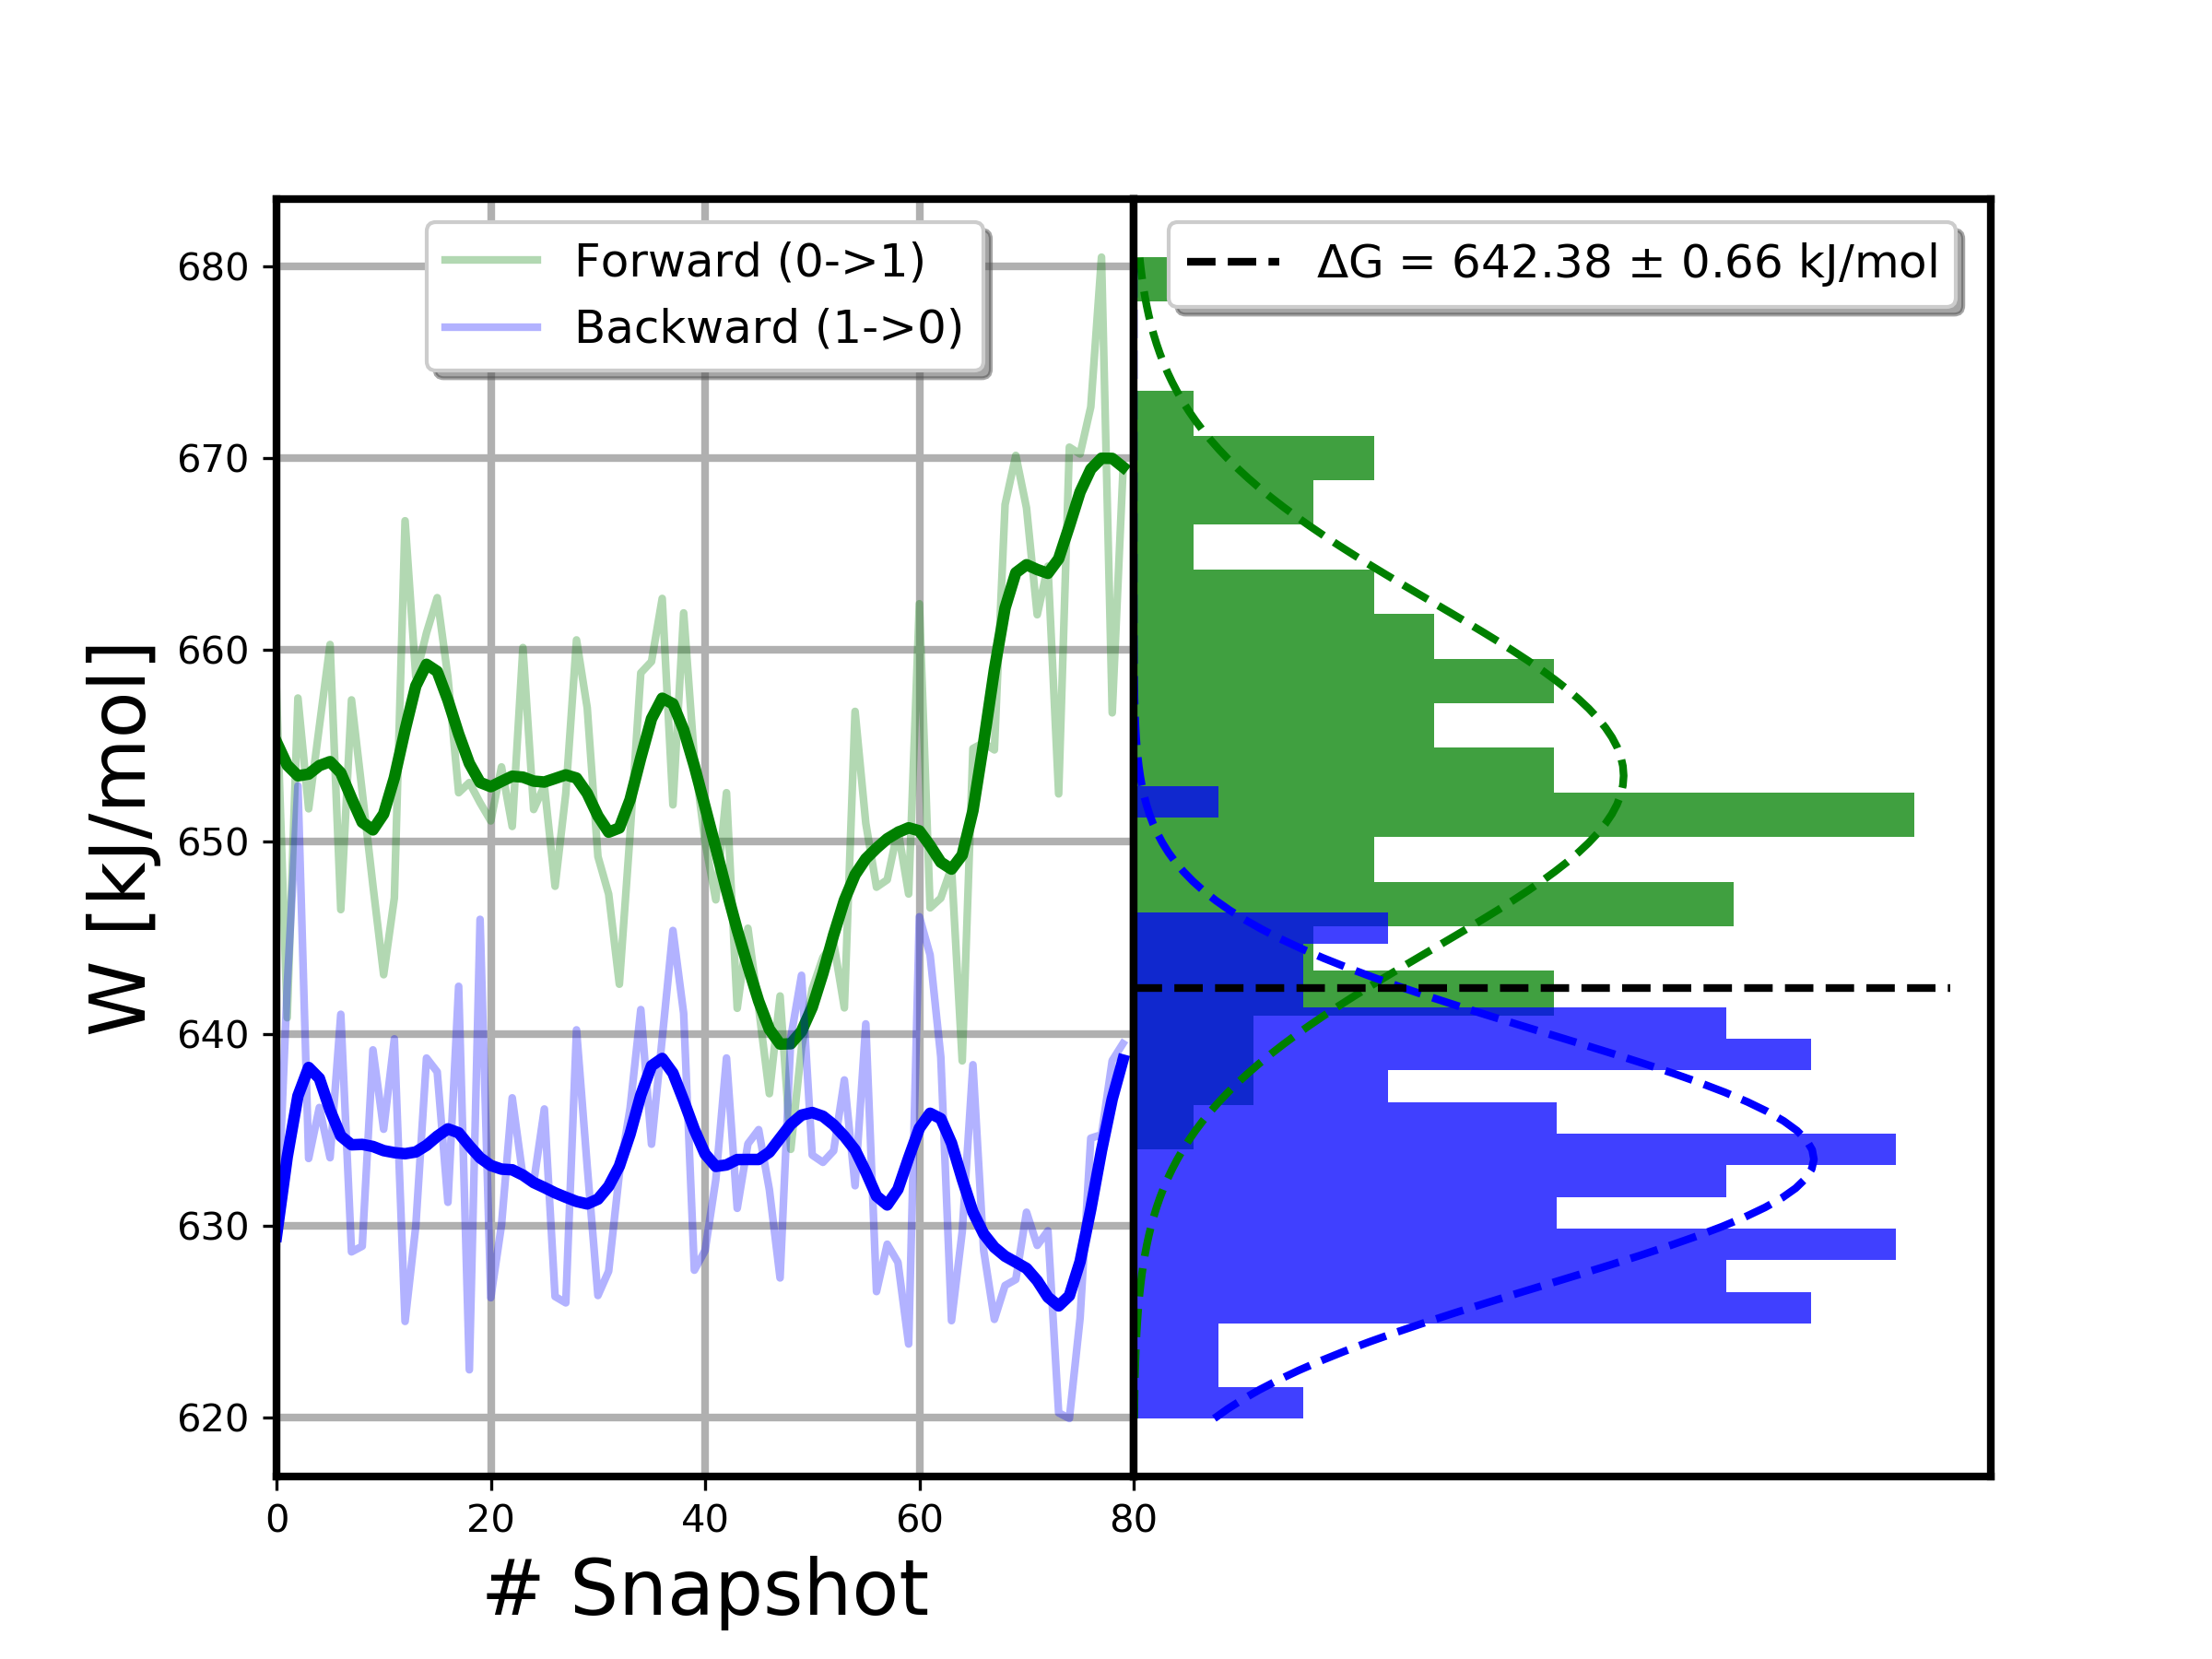 Forward (0->1)
Backward (1->0)
ΔG = 642.38 ± 0.66 kJ/mol
680
670
660
650
640
630
620
W [kJ/mol]
0 20 40 60 80
# Snapshot